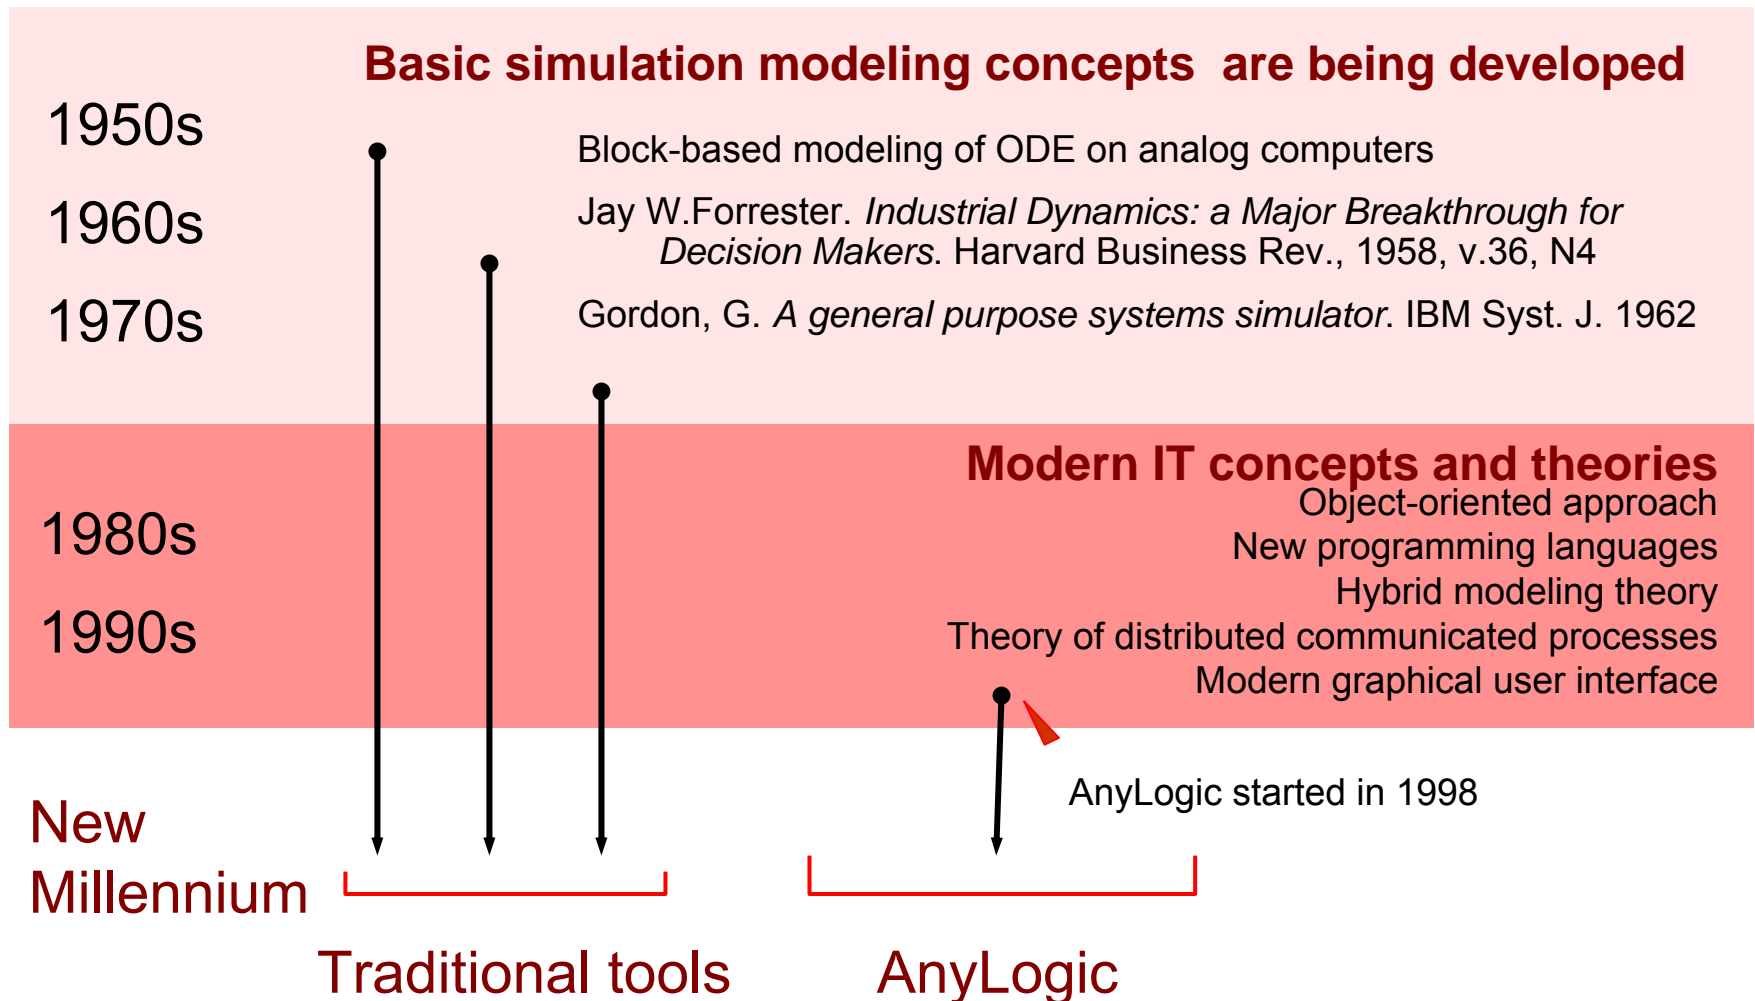 Basic simulation modeling concepts  are being developed
1950s
Block-based modeling of ODE on analog computers
1960s
Jay W.Forrester. Industrial Dynamics: a Major Breakthrough for
Decision Makers. Harvard Business Rev., 1958, v.36, N4
1970s
Gordon, G. A general purpose systems simulator. IBM Syst. J. 1962
Modern IT concepts and theories
Object-oriented approach
1980s
New programming languages
Hybrid modeling theory
1990s
Theory of distributed communicated processes
Modern graphical user interface
AnyLogic started in 1998
New
Millennium
Traditional tools
AnyLogic